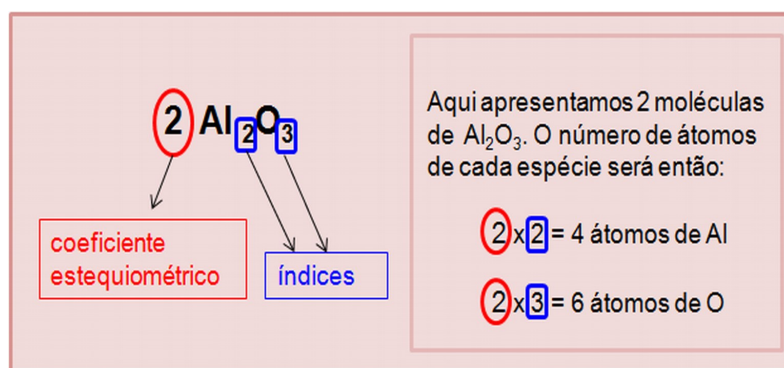 2 Al₂O₃
coeficiente
estequiométrico
índices
Aqui apresentamos 2 moléculas
de Al₂O₃. O número de átomos
de cada espécie será então:
2 x 2 = 4 átomos de Al
2 x 3 = 6 átomos de O